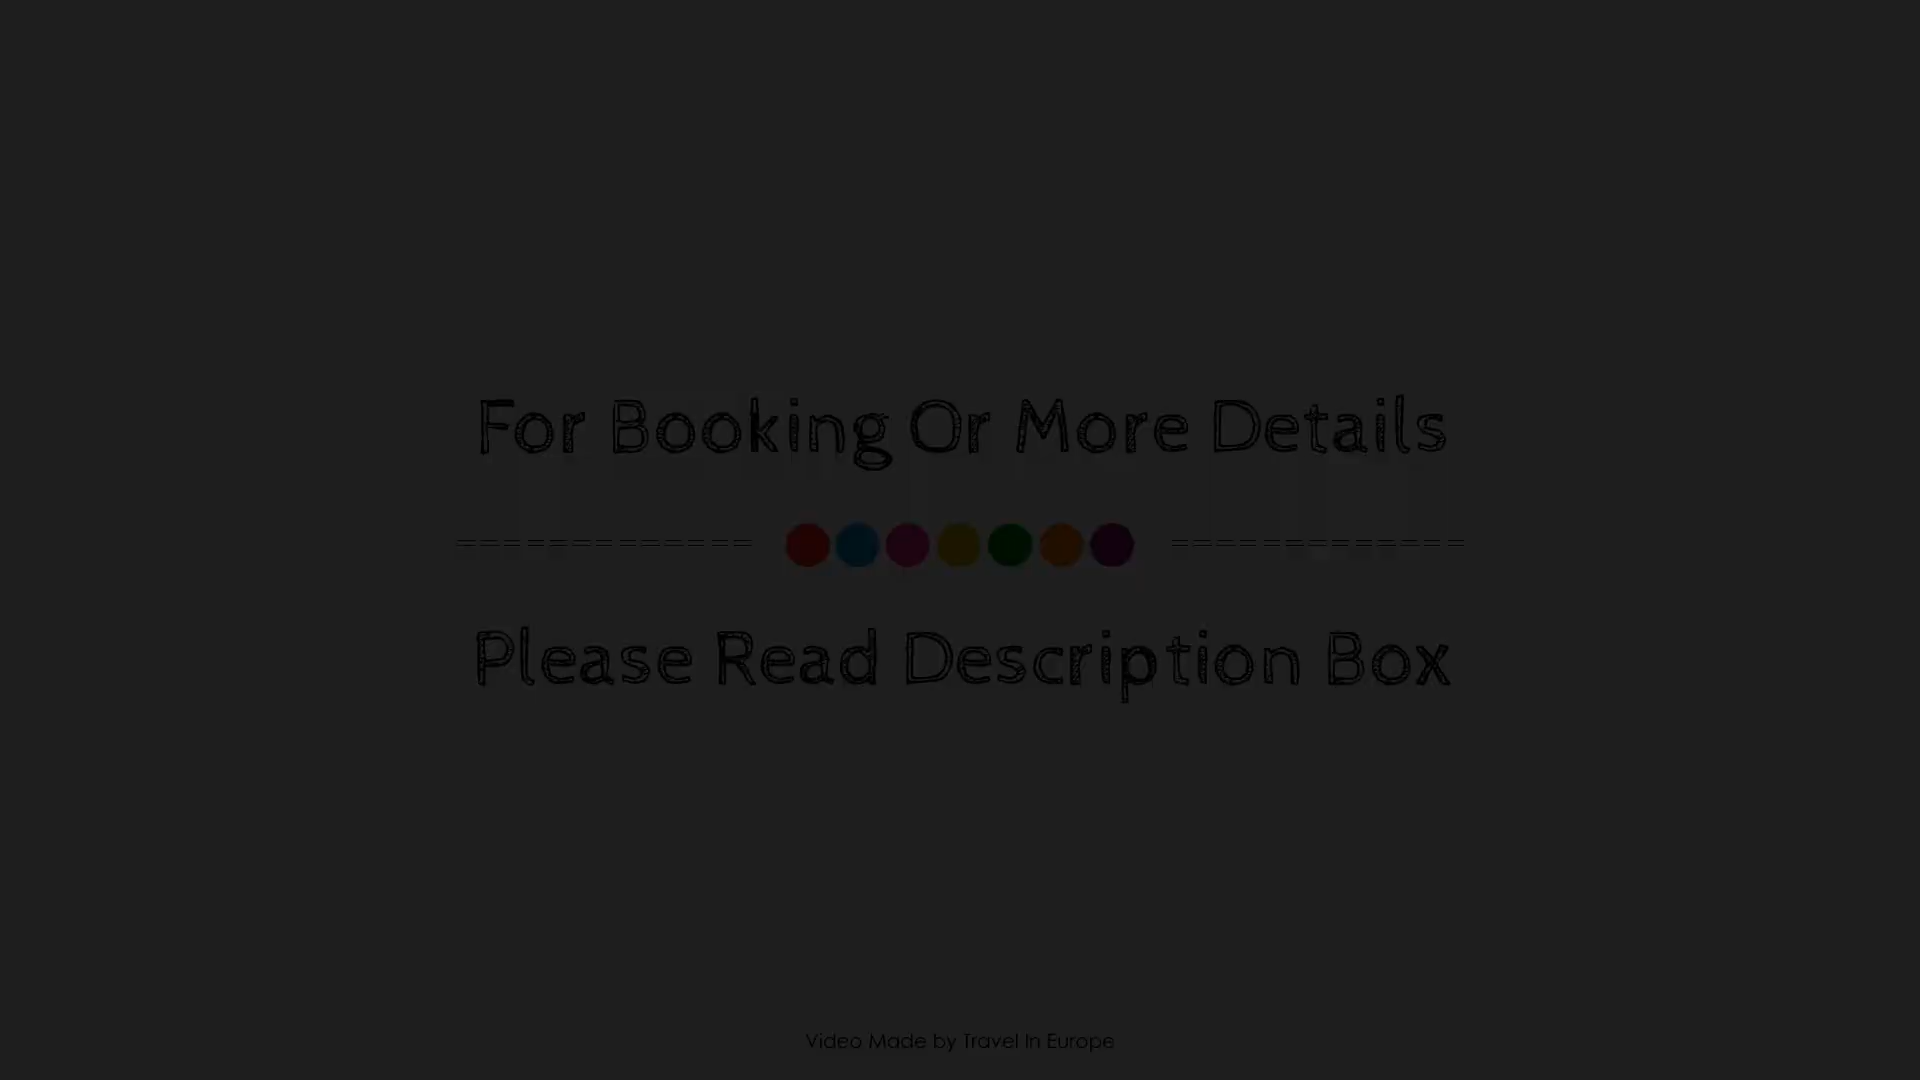 For Booking Or More Details
============= =============
Please Read Description Box
Video Made by Travel In Europe